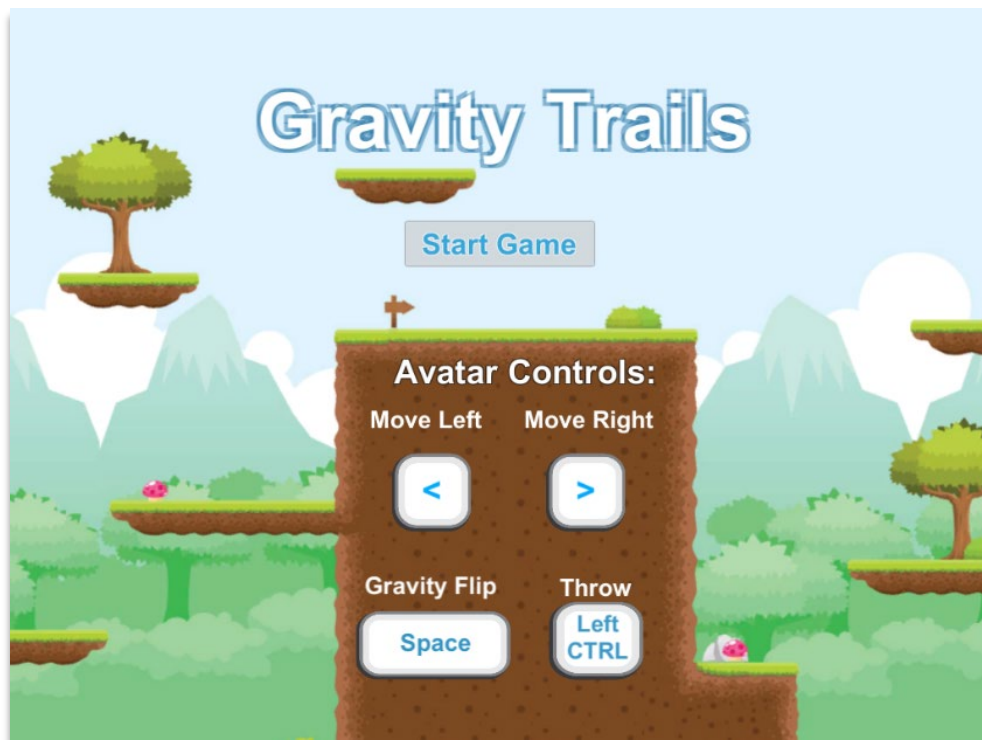 Gravity Trails
Start Game
Avatar Controls:
Move Left
Move Right
<
>
Gravity Flip
Throw
Space
Left
CTRL